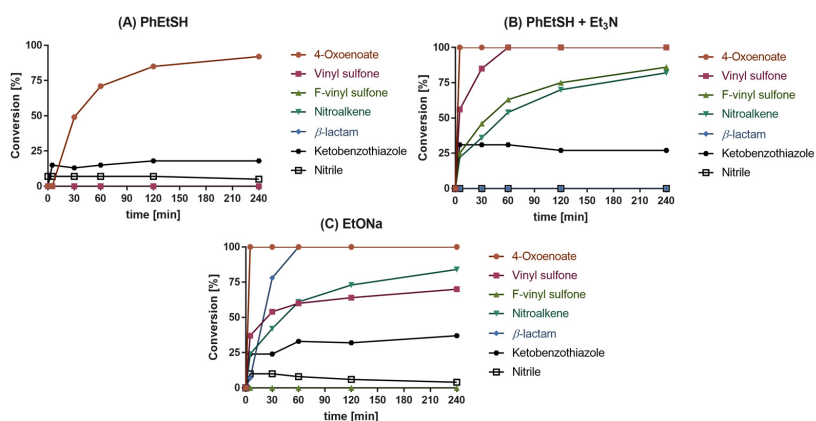 (A) PhEtSH
Conversion [%]
100
75
50
25
0
0 30 60 90 120 150 180 210 240
time [min]
4-Oxoenoate
Vinyl sulfone
F-vinyl sulfone
Nitroalkene
β-lactam
Ketobenzothiazole
Nitrile
(B) PhEtSH + Et₃N
Conversion [%]
100
75
50
25
0
0 30 60 90 120 150 180 210 240
time [min]
4-Oxoenoate
Vinyl sulfone
F-vinyl sulfone
Nitroalkene
β-lactam
Ketobenzothiazole
Nitrile
(C) EtONa
Conversion [%]
100
75
50
25
0
0 30 60 90 120 150 180 210 240
time [min]
4-Oxoenoate
Vinyl sulfone
F-vinyl sulfone
Nitroalkene
β-lactam
Ketobenzothiazole
Nitrile